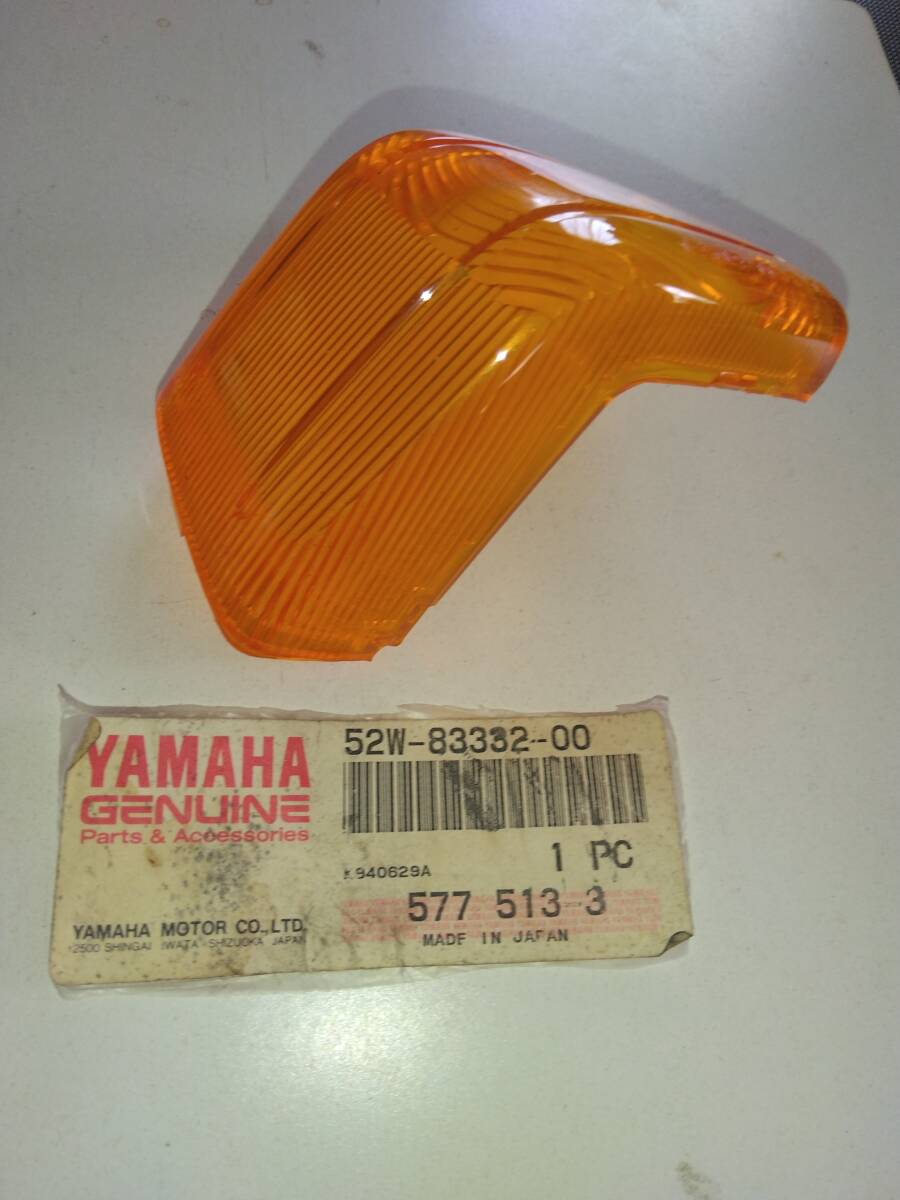 YAMAHA
GENUINE
Parts & Accessories
YAMAHA MOTOR CO., LTD.
2500 SHINGAI IWATA SHIZUOKA JAPAN
52W-83332-00
K940629A
1 PC
577 513-3
MADE IN JAPAN